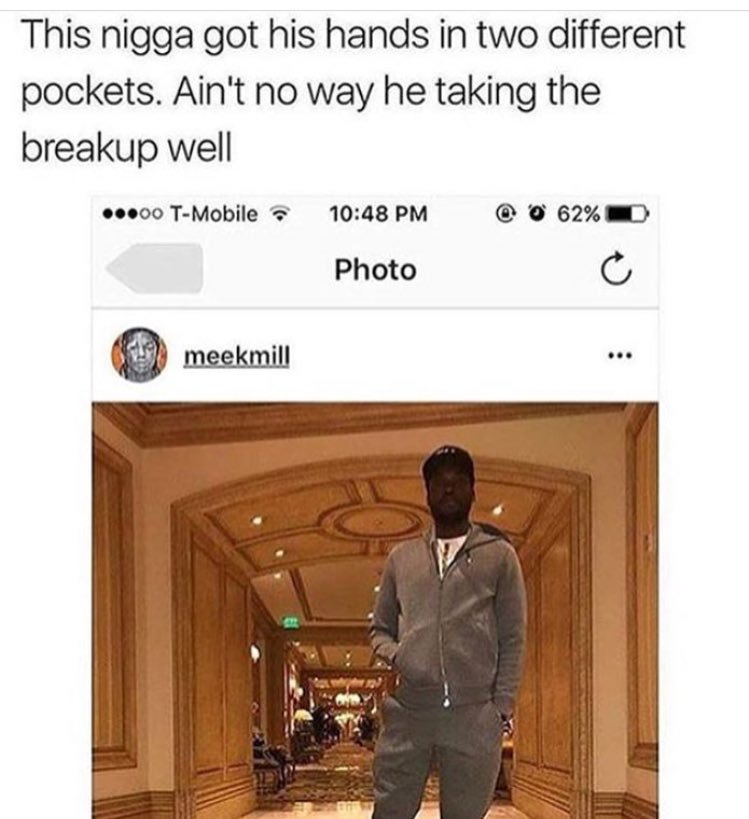 This nigga got his hands in two different
pockets. Ain't no way he taking the
breakup well
T-Mobile 10:48 PM 62%
Photo
meekmill